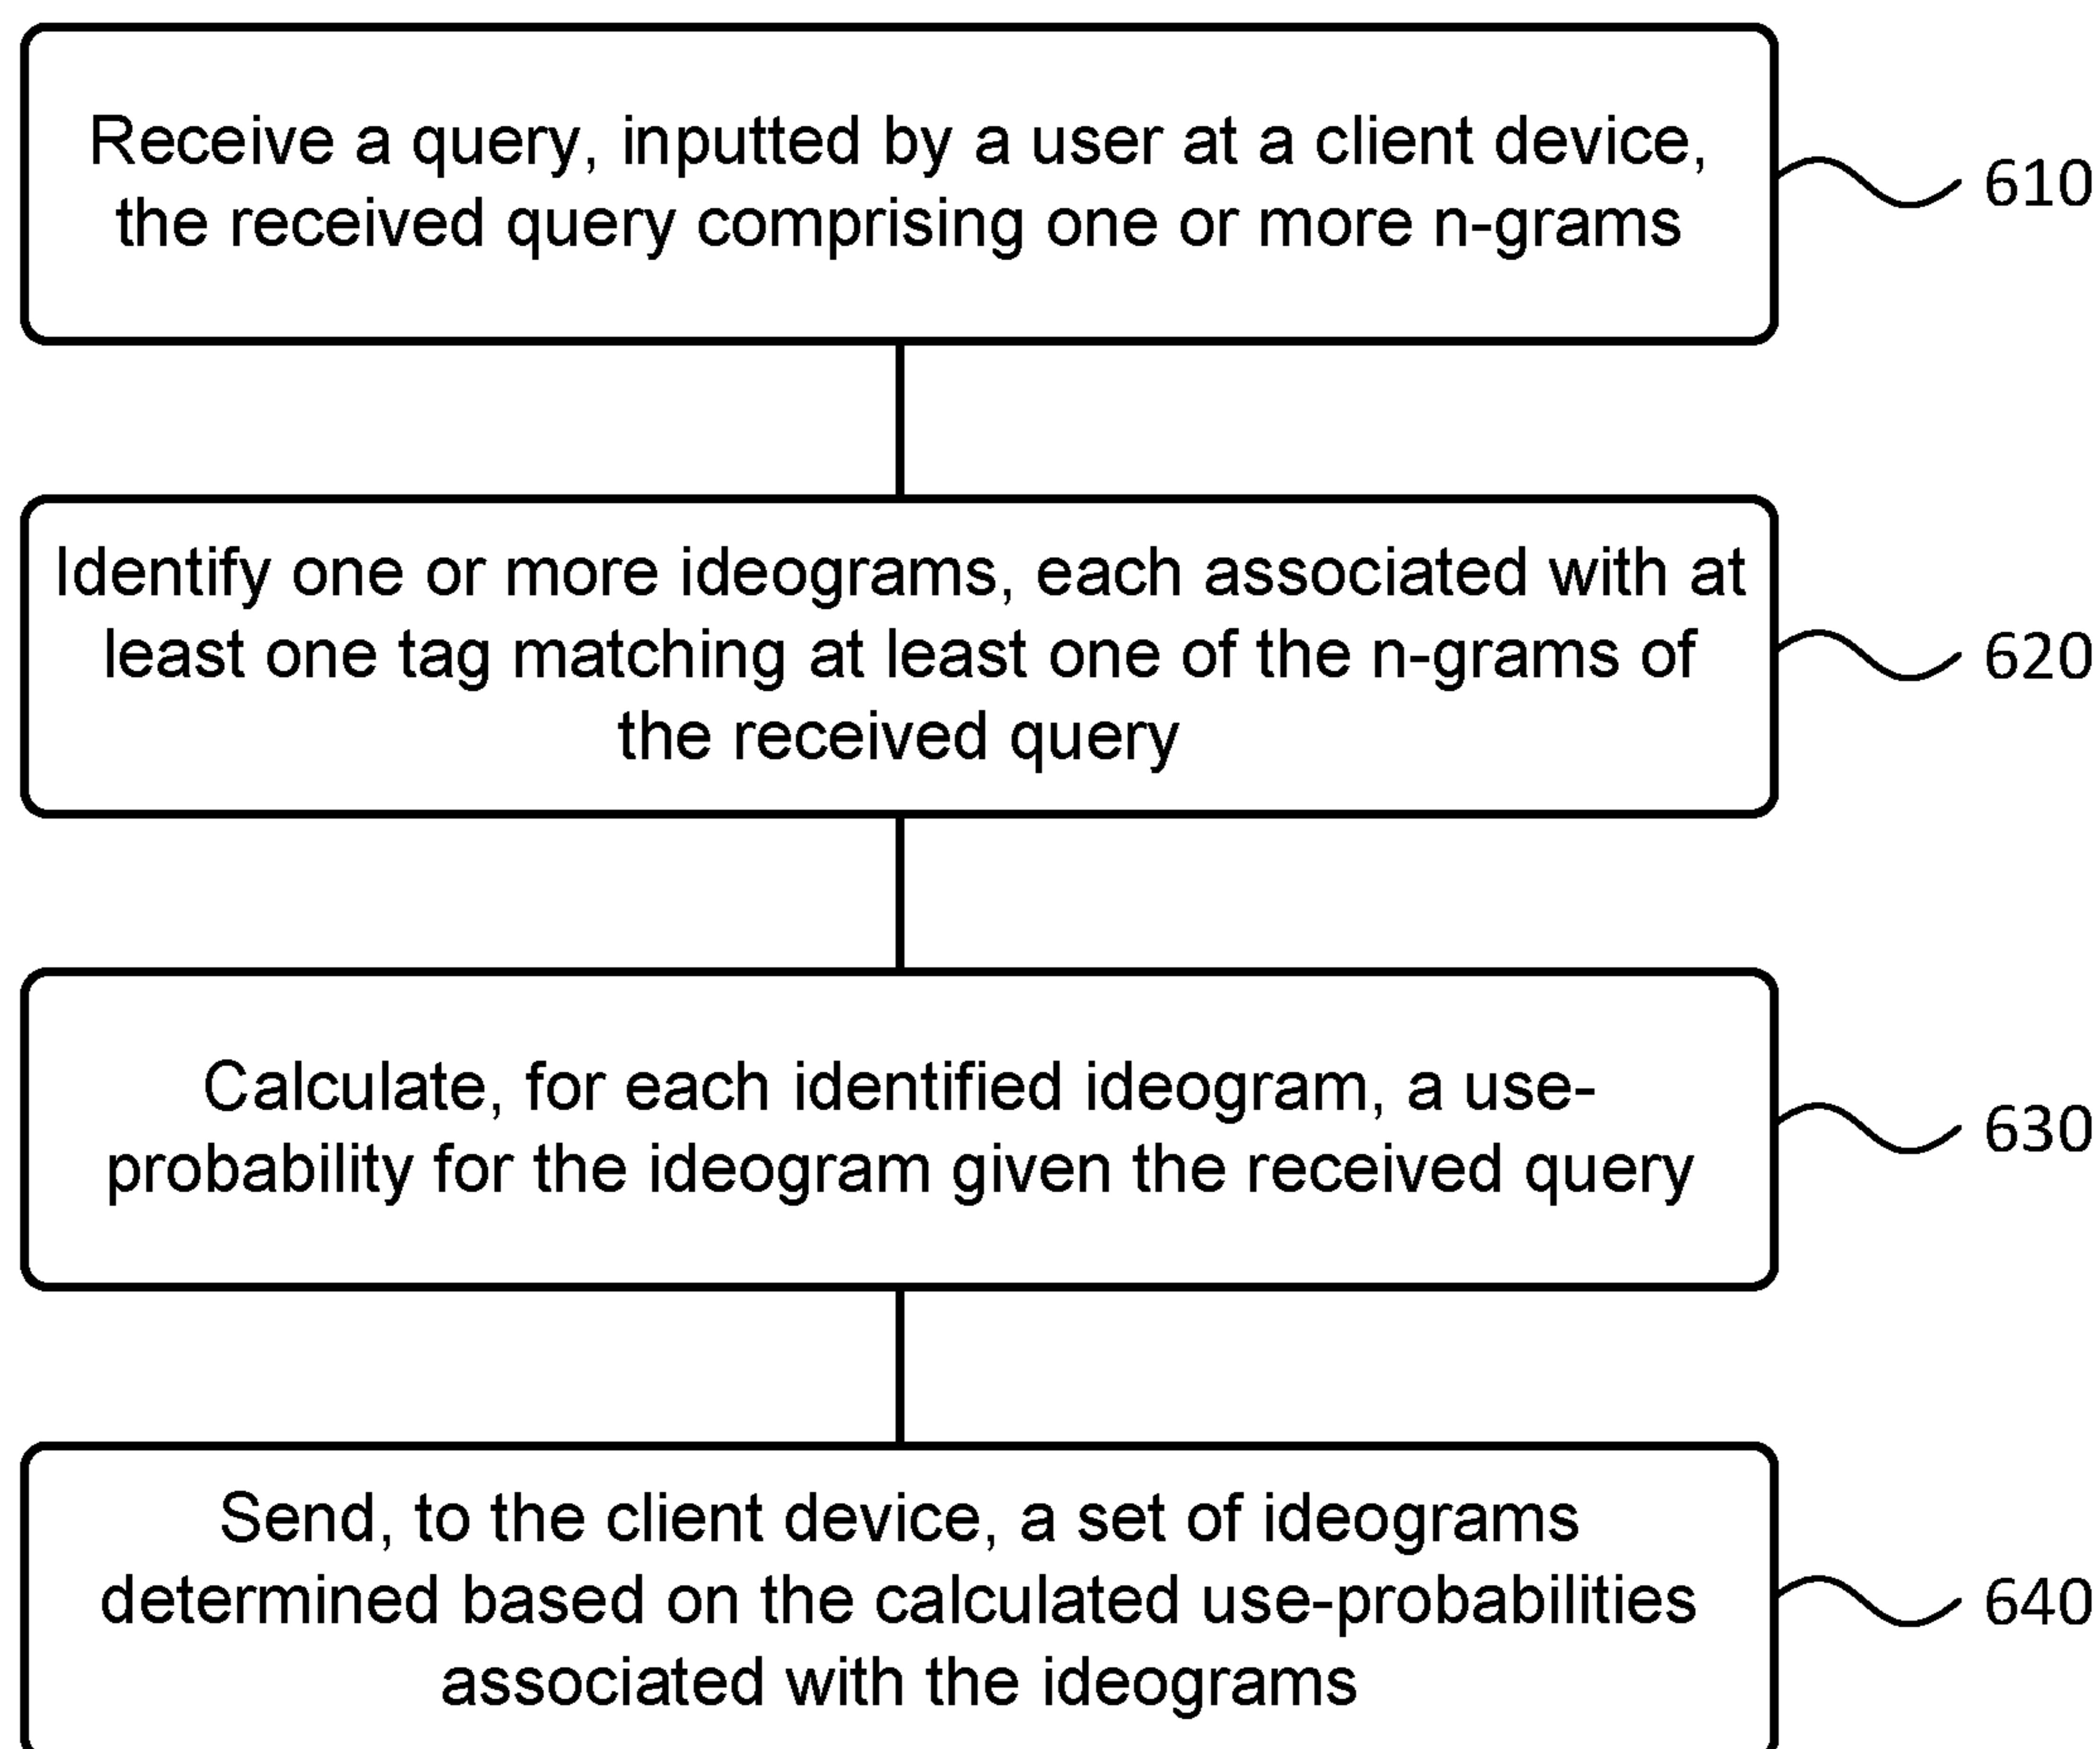 Receive a query, inputted by a user at a client device,
the received query comprising one or more n-grams
610
Identify one or more ideograms, each associated with at
least one tag matching at least one of the n-grams of
the received query
620
Calculate, for each identified ideogram, a use-
probability for the ideogram given the received query
630
Send, to the client device, a set of ideograms
determined based on the calculated use-probabilities
associated with the ideograms
640